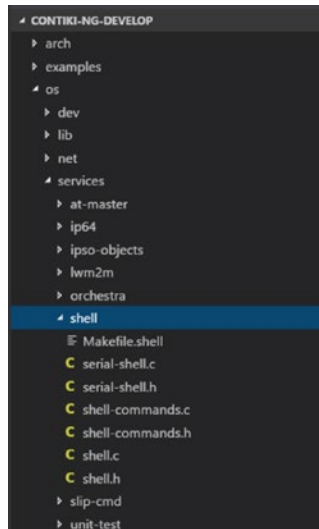 CONTIKI-NG-DEVELOP
arch
examples
os
dev
lib
net
services
at-master
ip64
ipso-objects
lwm2m
orchestra
shell
Makefile.shell
C serial-shell.c
C serial-shell.h
C shell-commands.c
C shell-commands.h
C shell.c
C shell.h
slip-cmd
unit-test